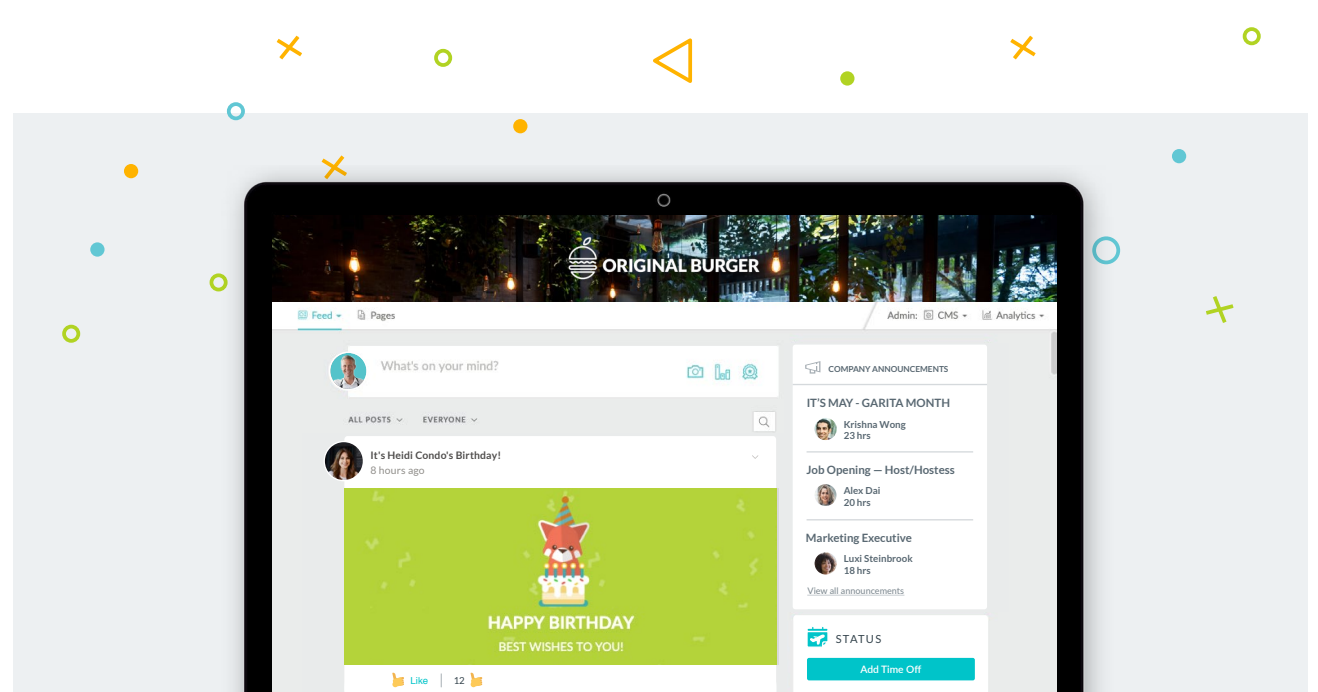 ORIGINAL BURGER
Feed
Pages
Admin:
CMS
Analytics
What's on your mind?
ALL POSTS
EVERYONE
It's Heidi Condo's Birthday!
8 hours ago
HAPPY BIRTHDAY
BEST WISHES TO YOU!
Like
12
COMPANY ANNOUNCEMENTS
IT'S MAY - GARITA MONTH
Krishna Wong
23 hrs
Job Opening — Host/Hostess
Alex Dai
20 hrs
Marketing Executive
Luxi Steinbrook
18 hrs
View all announcements
STATUS
Add Time Off